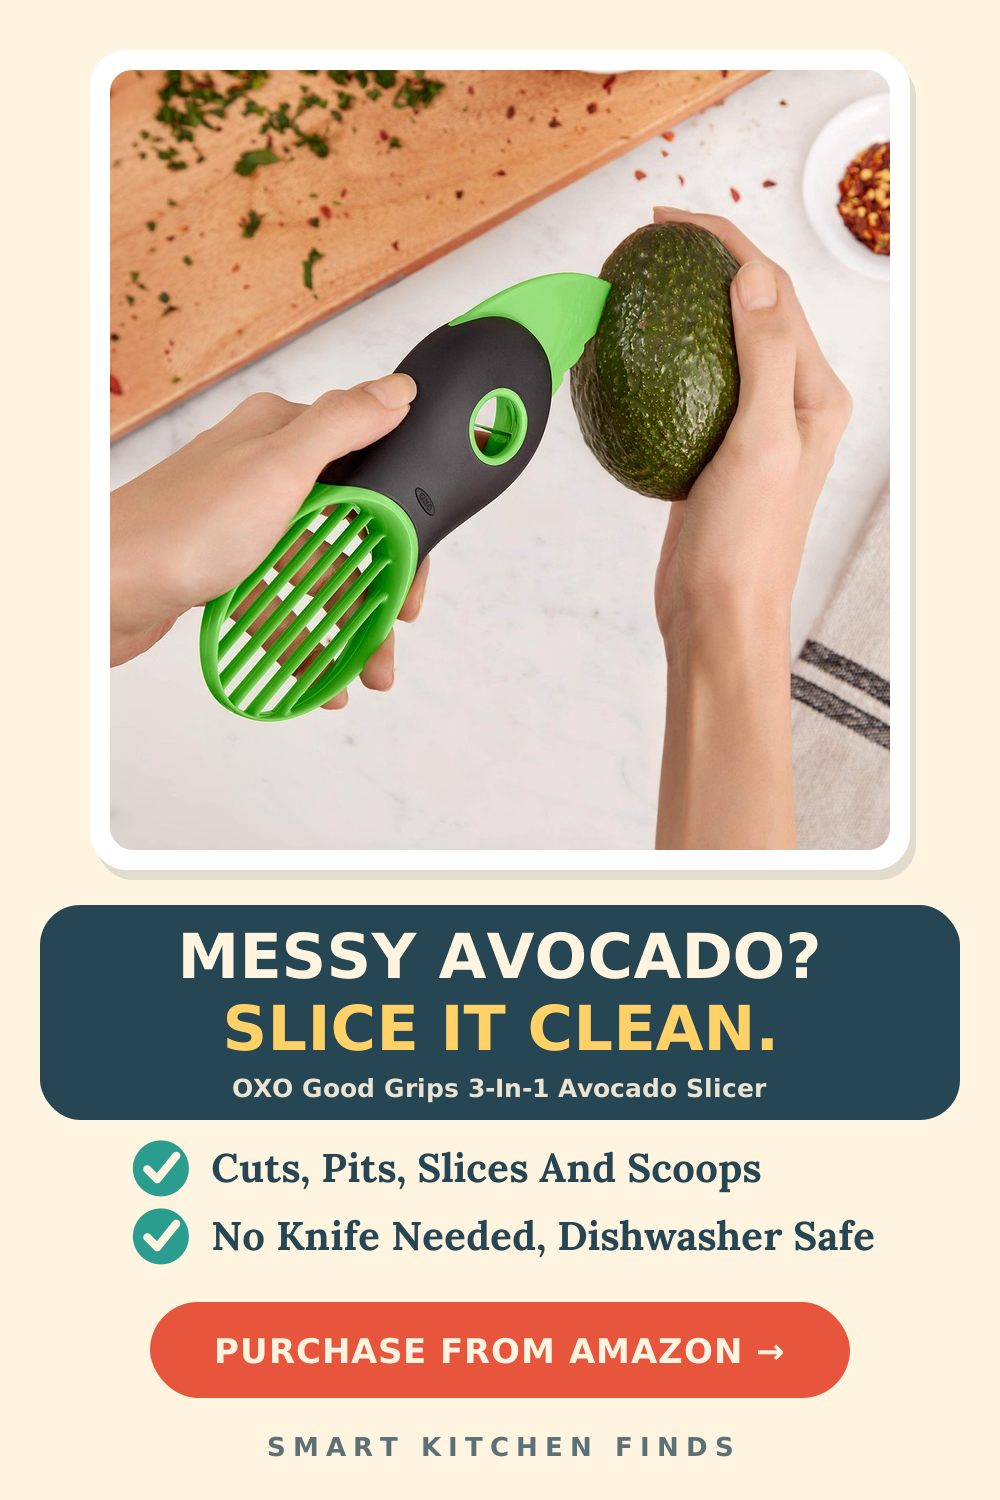 OXO
MESSY AVOCADO?
SLICE IT CLEAN.
OXO Good Grips 3-In-1 Avocado Slicer
Cuts, Pits, Slices And Scoops
No Knife Needed, Dishwasher Safe
PURCHASE FROM AMAZON →
SMART KITCHEN FINDS